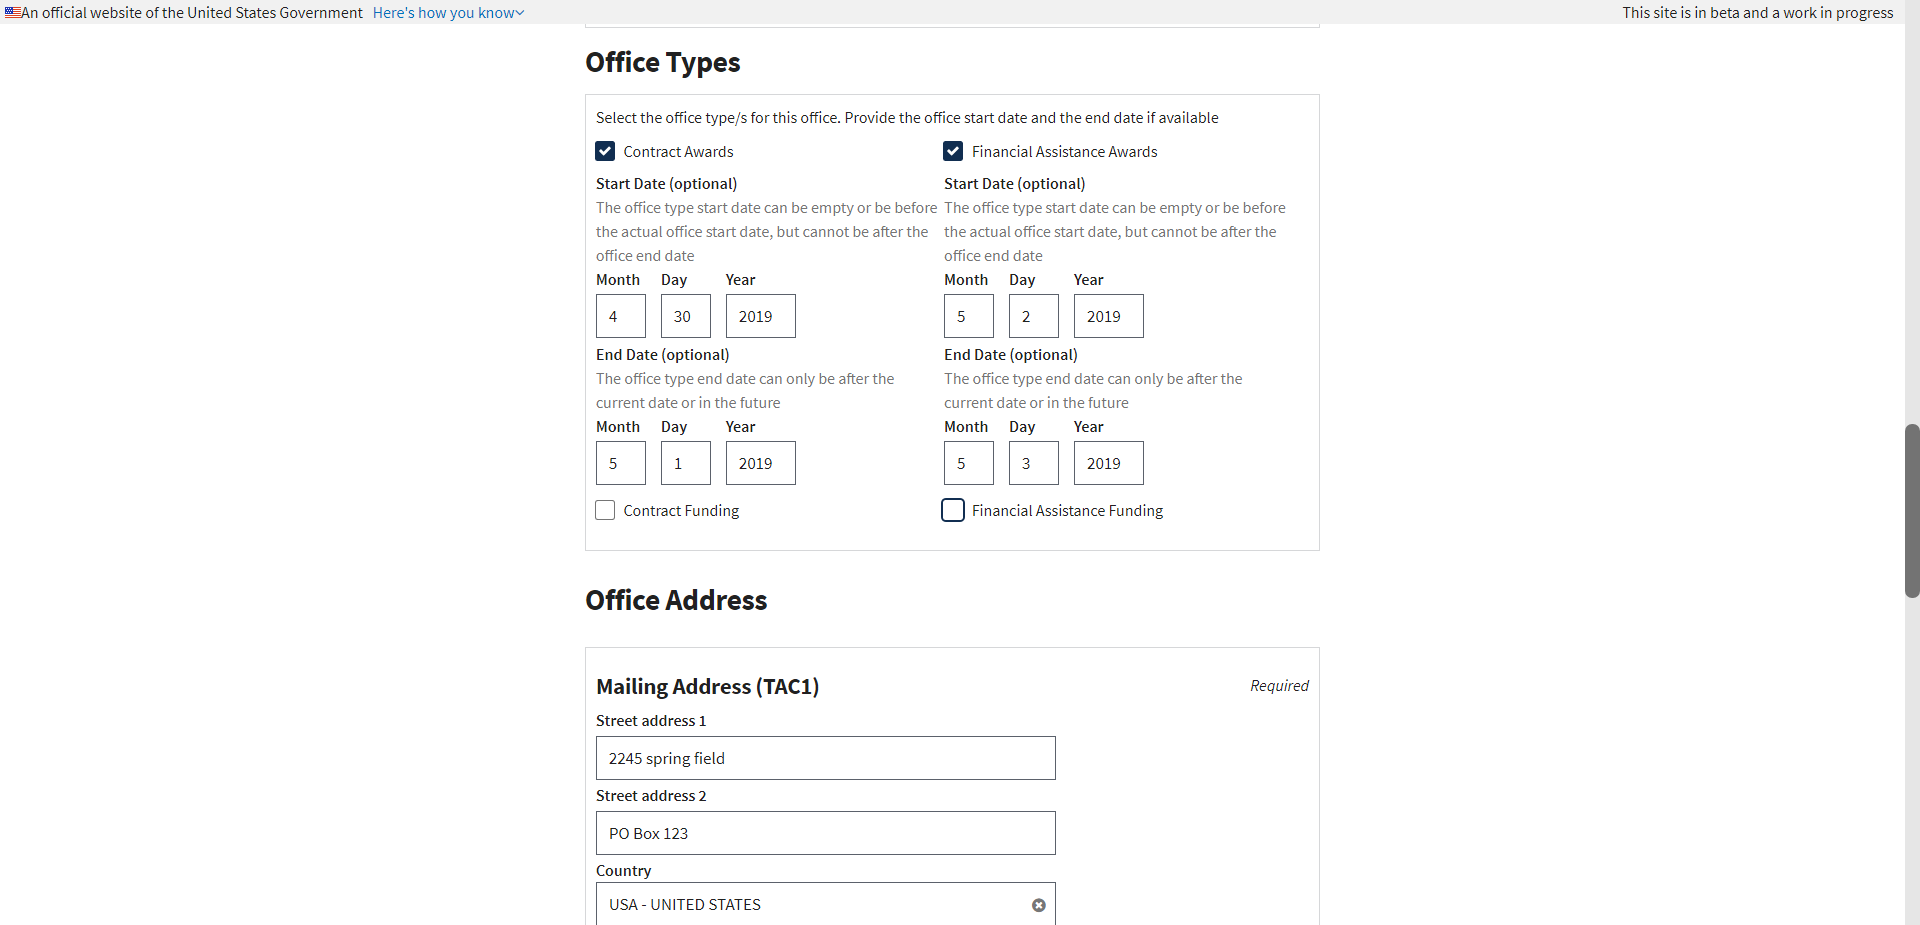 An official website of the United States Government Here's how you know
This site is in beta and a work in progress
Office Types
Select the office type/s for this office. Provide the office start date and the end date if available
Contract Awards
Start Date (optional)
The office type start date can be empty or be before
the actual office start date, but cannot be after the
office end date
Month Day Year
4 30 2019
End Date (optional)
The office type end date can only be after the
current date or in the future
Month Day Year
5 1 2019
Contract Funding
Financial Assistance Awards
Start Date (optional)
The office type start date can be empty or be before
the actual office start date, but cannot be after the
office end date
Month Day Year
5 2 2019
End Date (optional)
The office type end date can only be after the
current date or in the future
Month Day Year
5 3 2019
Financial Assistance Funding
Office Address
Mailing Address (TAC1)
Required
Street address 1
2245 spring field
Street address 2
PO Box 123
Country
USA - UNITED STATES